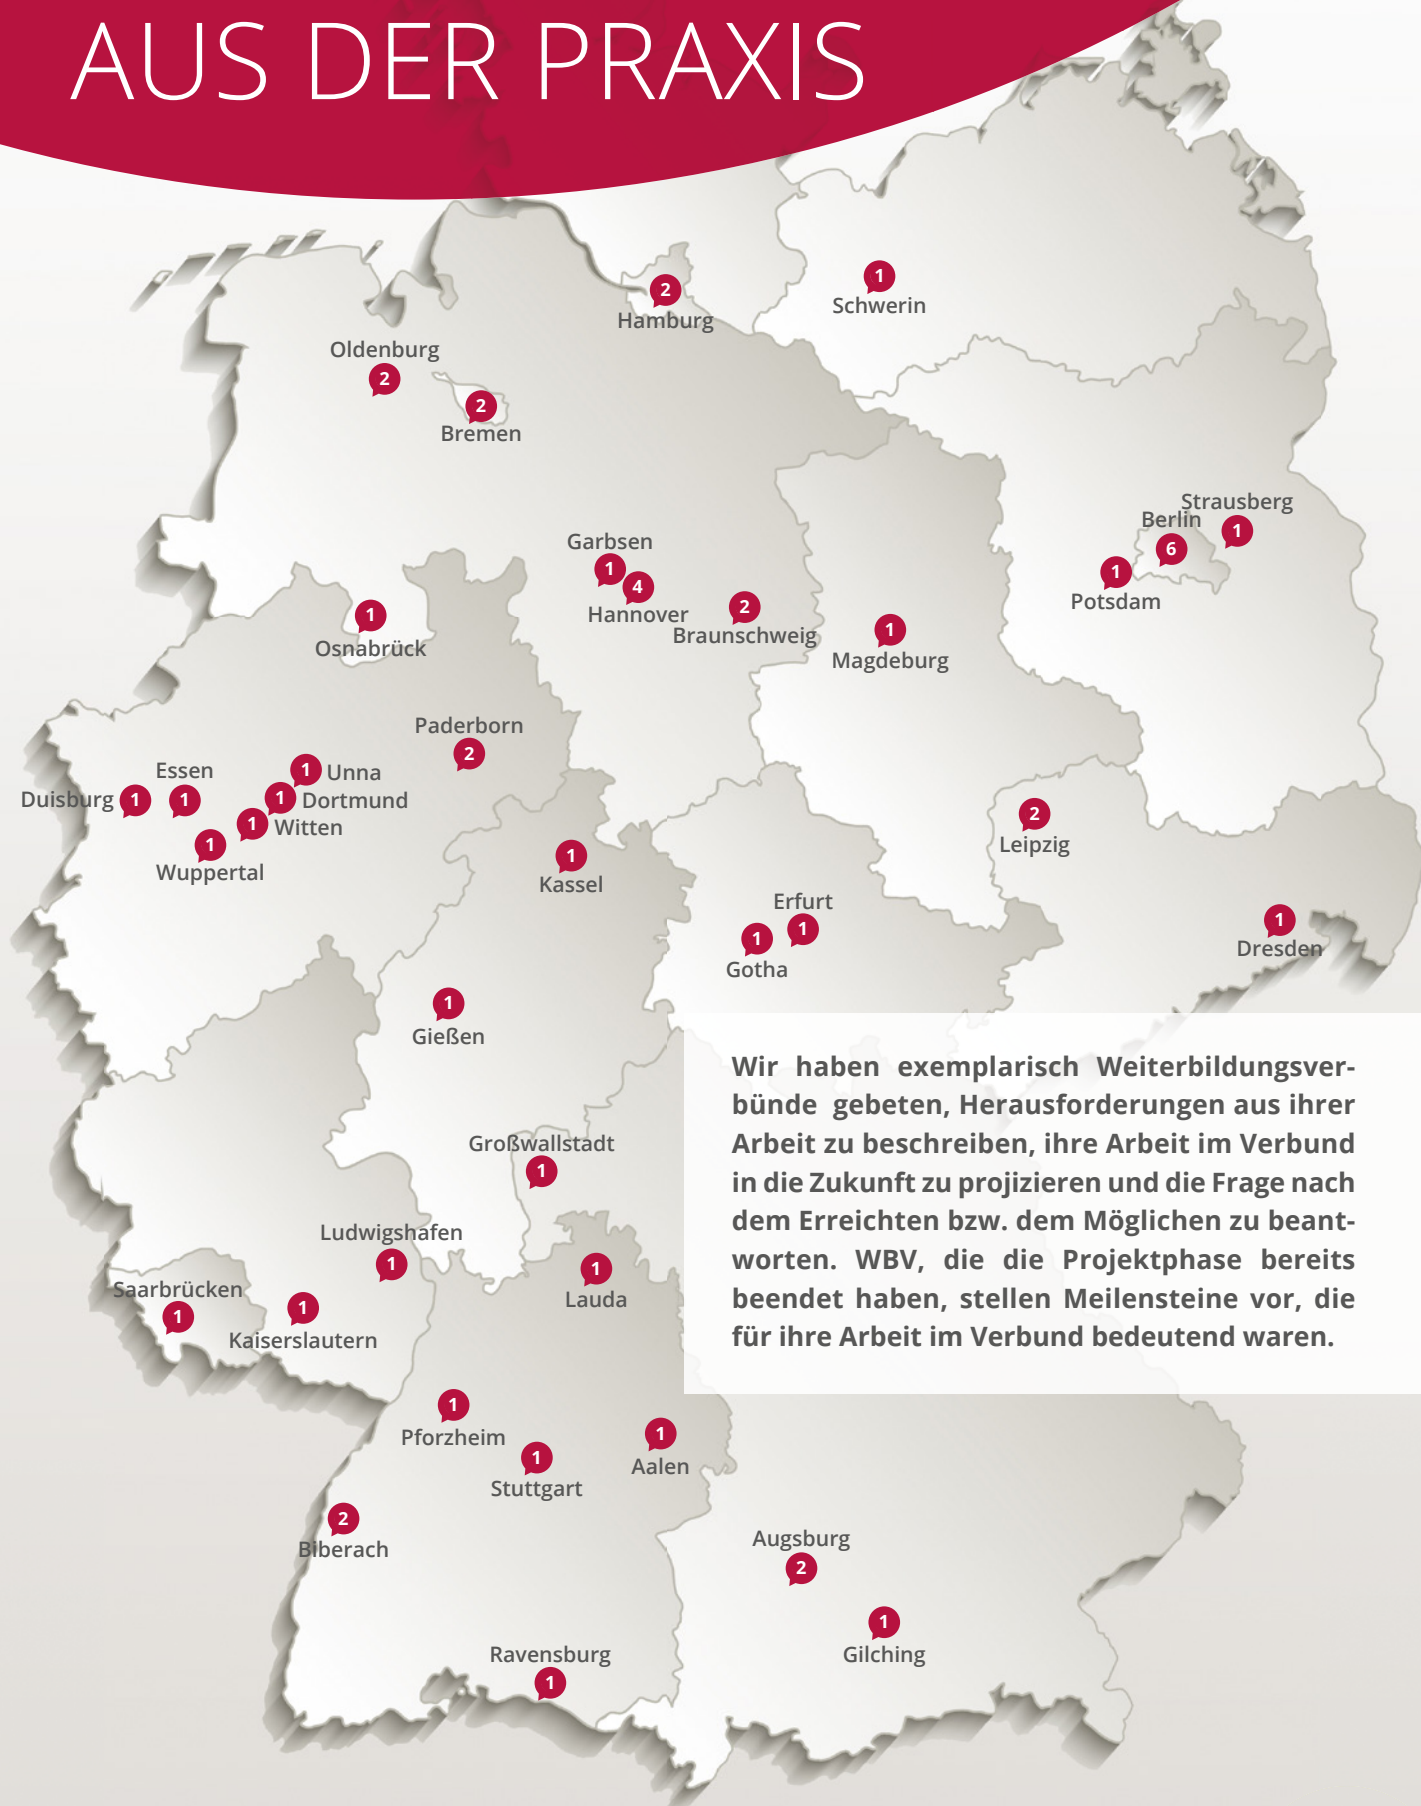 AUS DER PRAXIS
2
Hamburg
1
Schwerin
Oldenburg
2
2
Bremen
Strausberg
1
Berlin
6
1
Potsdam
Garbsen
1
4
Hannover
2
Braunschweig
1
Magdeburg
1
Osnabrück
Paderborn
2
1 Unna
Essen
1
Duisburg 1
1 Dortmund
1 Witten
1
Wuppertal
2
Leipzig
1
Kassel
Erfurt
1
1
Gotha
1
Dresden
1
Gießen
Wir haben exemplarisch Weiterbildungsver-
bünde gebeten, Herausforderungen aus ihrer
Arbeit zu beschreiben, ihre Arbeit im Verbund
in die Zukunft zu projizieren und die Frage nach
dem Erreichten bzw. dem Möglichen zu beant-
worten. WBV, die die Projektphase bereits
beendet haben, stellen Meilensteine vor, die
für ihre Arbeit im Verbund bedeutend waren.
Großwallstadt
1
Ludwigshafen
1
1
Lauda
Saarbrücken
1
1
Kaiserslautern
1
Pforzheim
1
Stuttgart
1
Aalen
2
Biberach
Augsburg
2
1
Gilching
Ravensburg
1